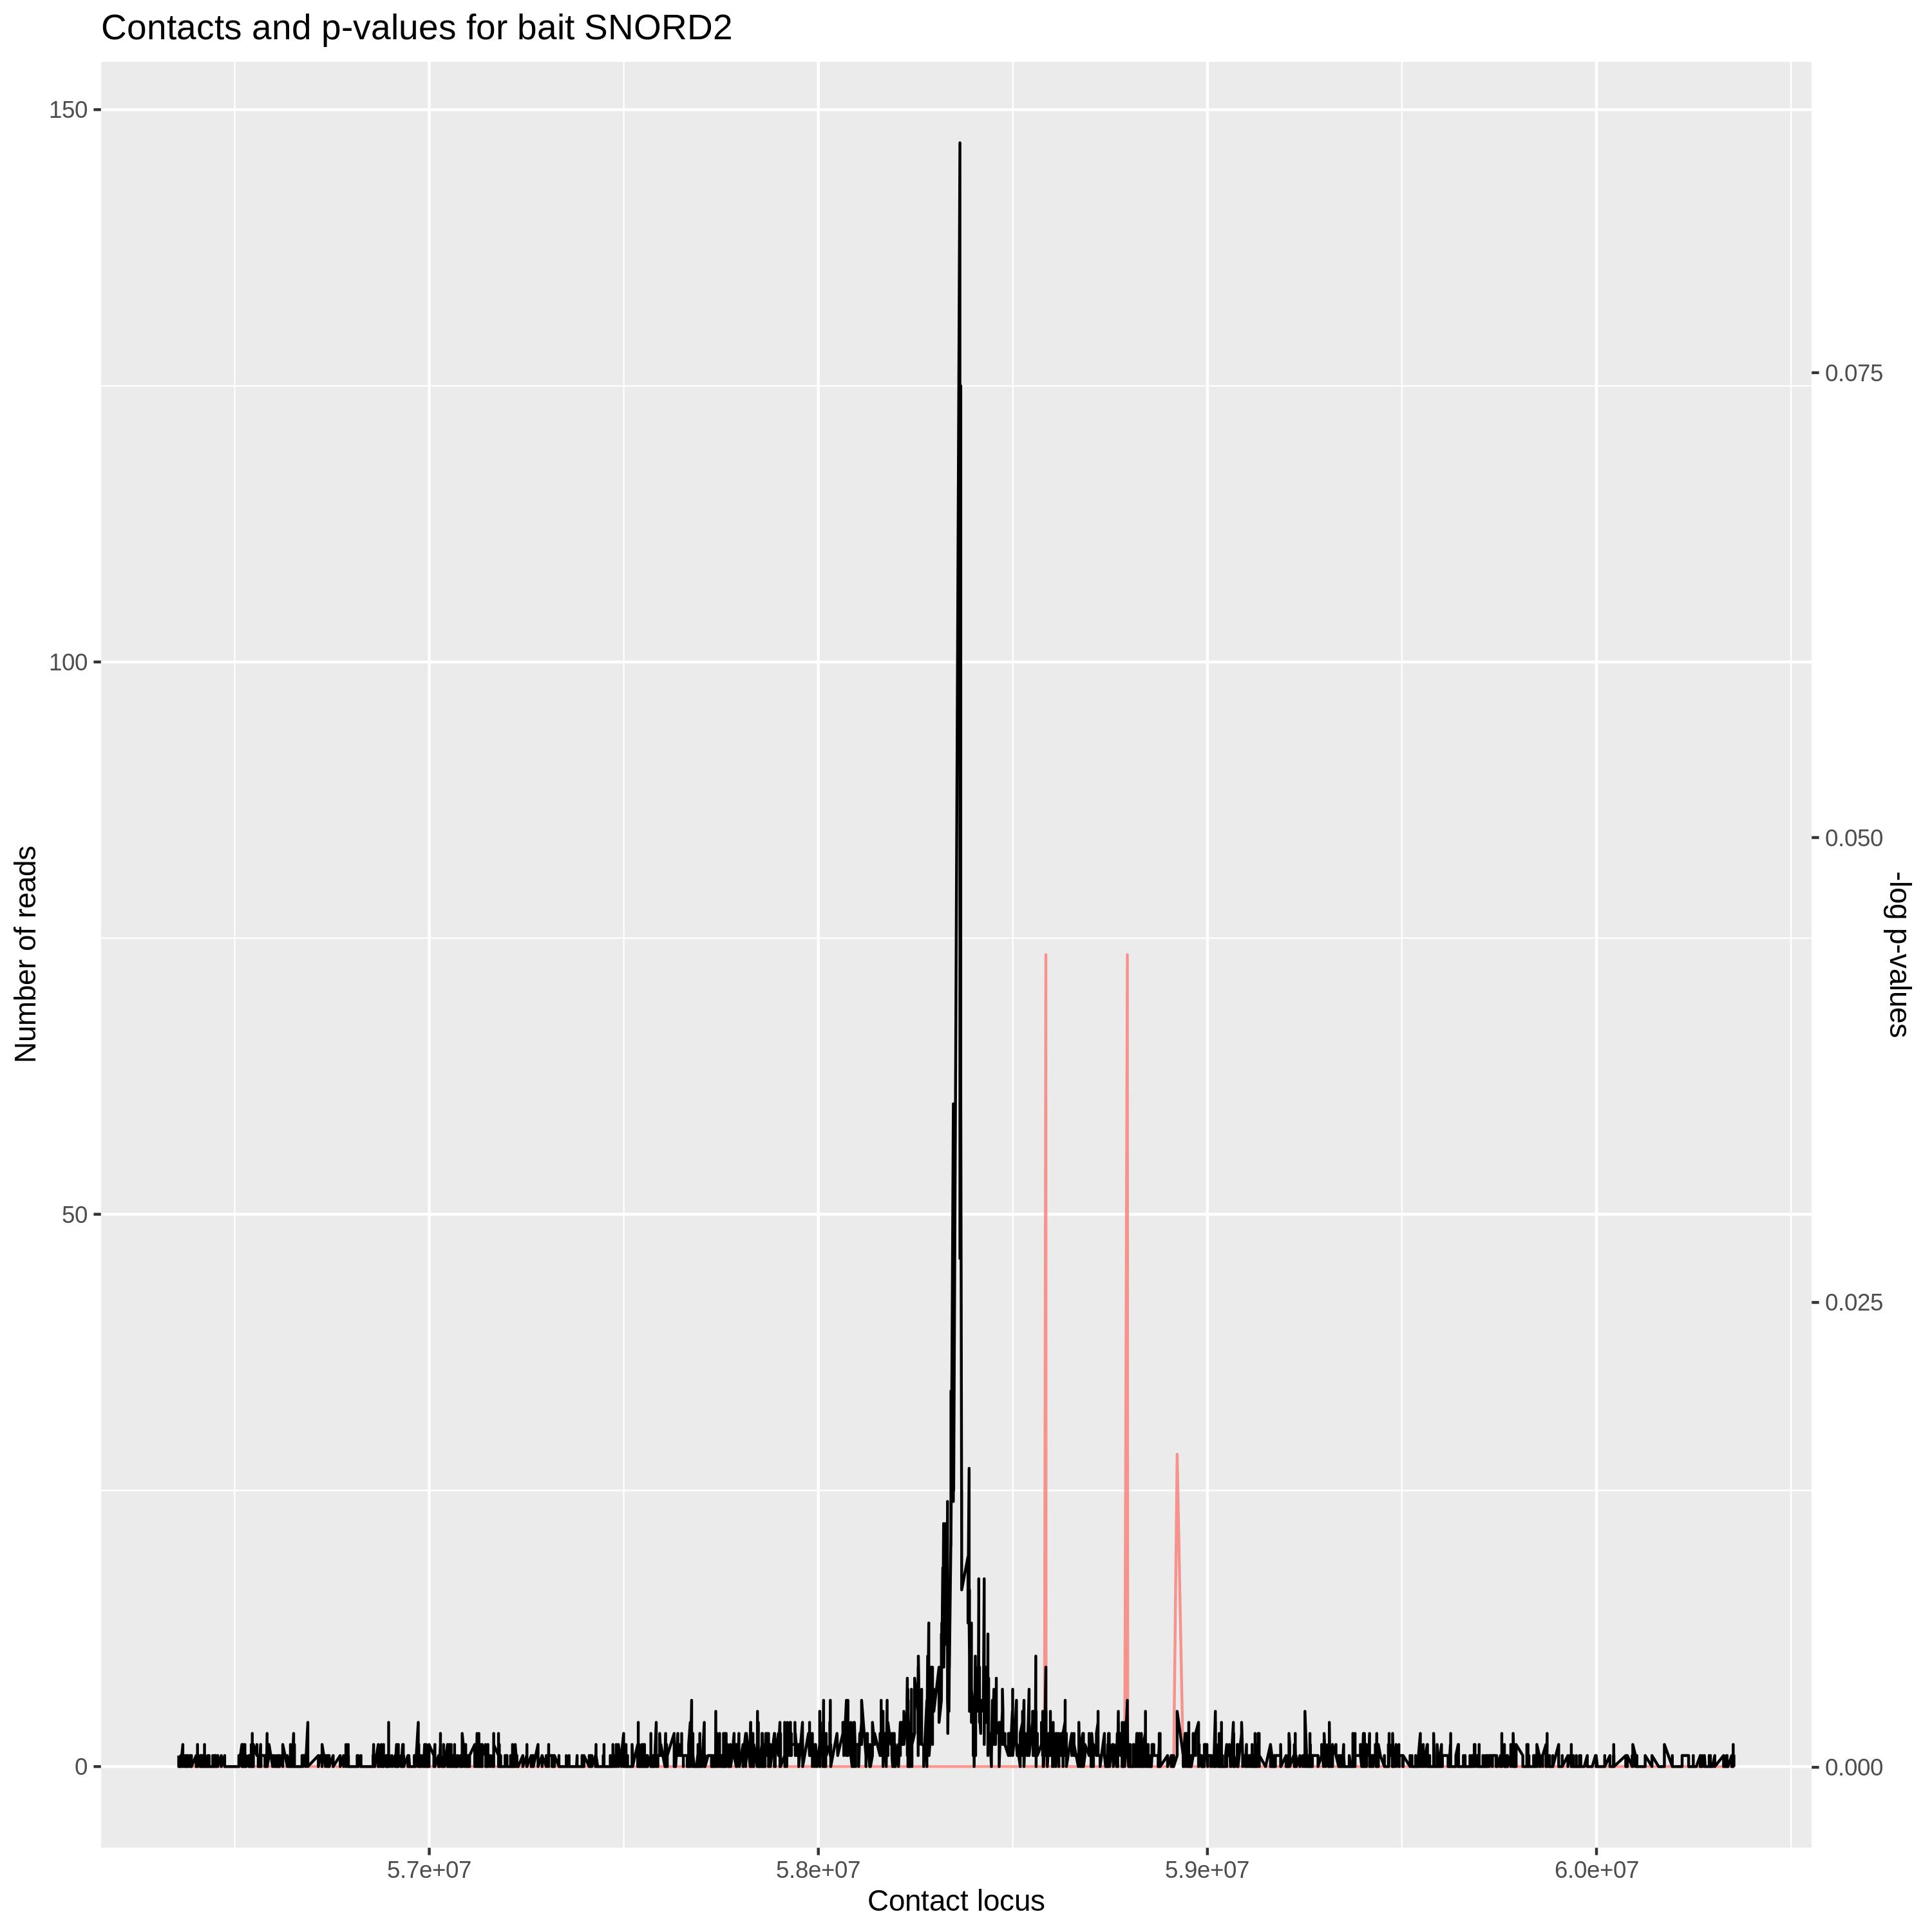 Contacts and p-values for bait SNORD2
150
100
50
0
Number of reads
0.075
0.050
0.025
0.000
-log p-values
5.7e+07
5.8e+07
5.9e+07
6.0e+07
Contact locus